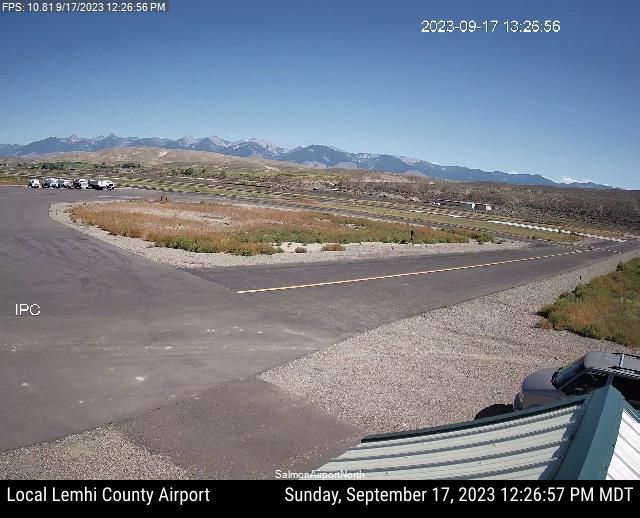 FPS: 10.81 9/17/2023 12:26:56 PM
2023-09-17 13:26:56
IPC
SalmonAirportNorth
Local Lemhi County Airport Sunday, September 17, 2023 12:26:57 PM MDT